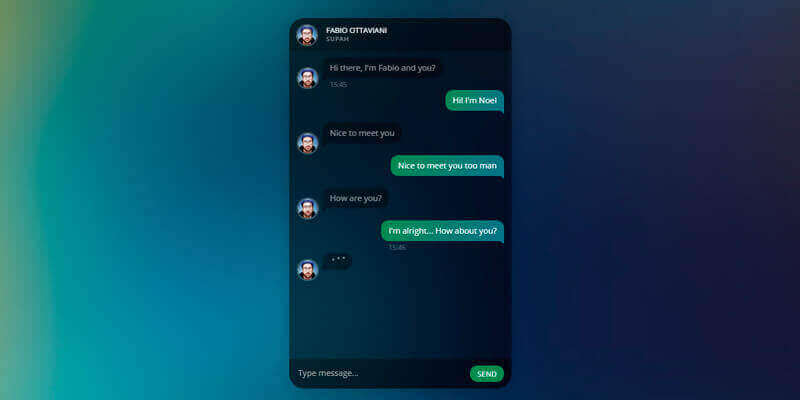 FABIO OTTAVIANI
SUPAH
Hi there, I'm Fabio and you?
15:45
Hi! I'm Noel
Nice to meet you
Nice to meet you too man
How are you?
I'm alright... How about you?
15:46
Type message...
SEND